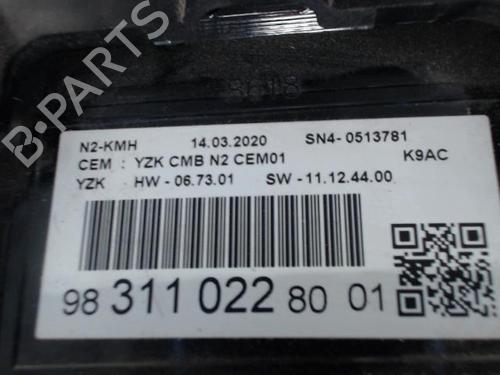 N2-KMH 14.03.2020 SN4- 0513781
CEM : YZK CMB N2 CEM01 K9AC
YZK HW - 06.73.01 SW - 11.12.44.00
98 311 022 80 01
B-PARTS